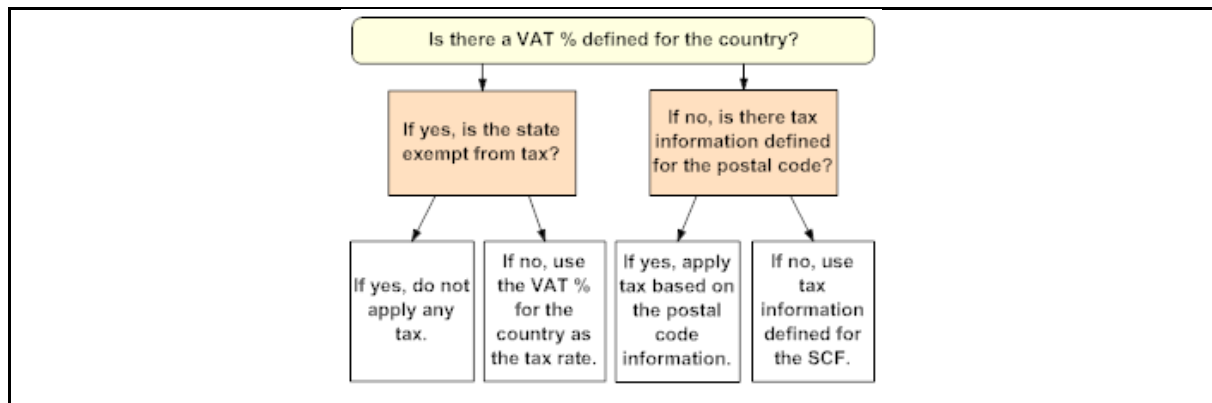 Is there a VAT % defined for the country?
If yes, is the state
exempt from tax?
If no, is there tax
information defined
for the postal code?
If yes, do not
apply any
tax.
If no, use
the VAT %
for the
country as
the tax rate.
If yes, apply
tax based on
the postal
code
information.
If no, use
tax
information
defined for
the SCF.